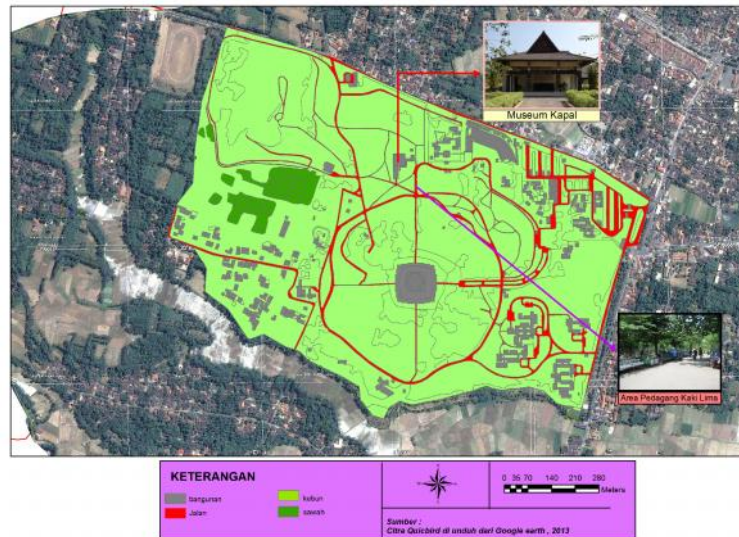 Museum Kapal
Area Pedagang Kaki Lima
KETERANGAN
bangunan
Jalan
kebun
sawah
0 35 70 140 210 280
Meters
Sumber :
Citra Quicbird di unduh dari Google earth , 2013